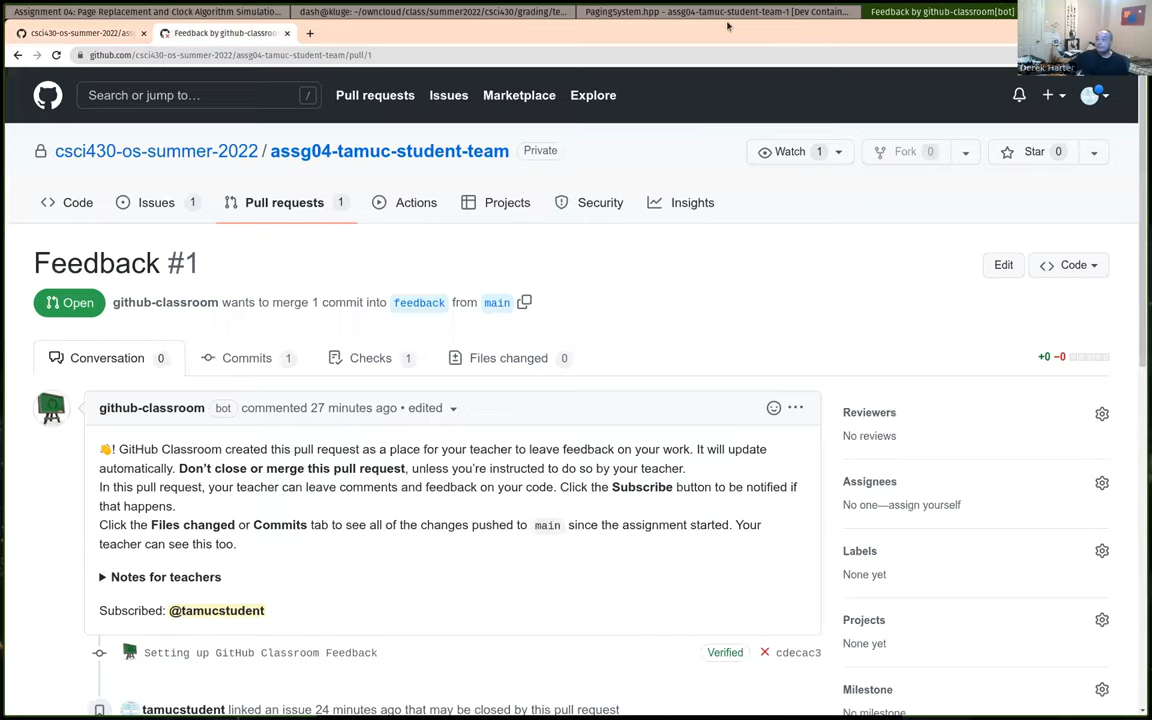 Assignment 04: Page Replacement and Clock Algorithm Simulatio...
dash@kluge: ~/owncloud/class/summer2022/csci430/grading/te...
PagingSystem.hpp - assg04-tamuc-student-team-1 [Dev Contain...
Feedback by github-classroom[bot]
csci430-os-summer-2022/ass
Feedback by github-classroom
github.com/csci430-os-summer-2022/assg04-tamuc-student-team/pull/1
Derek Harter
Search or jump to... /
Pull requests
Issues
Marketplace
Explore
csci430-os-summer-2022 / assg04-tamuc-student-team Private
Watch 1
Fork 0
Star 0
Code
Issues 1
Pull requests 1
Actions
Projects
Security
Insights
Feedback #1
Edit
Code
Open github-classroom wants to merge 1 commit into feedback from main
Conversation 0
Commits 1
Checks 1
Files changed 0
+0 −0
github-classroom bot commented 27 minutes ago • edited
! GitHub Classroom created this pull request as a place for your teacher to leave feedback on your work. It will update
automatically. Don't close or merge this pull request, unless you're instructed to do so by your teacher.
In this pull request, your teacher can leave comments and feedback on your code. Click the Subscribe button to be notified if
that happens.
Click the Files changed or Commits tab to see all of the changes pushed to main since the assignment started. Your
teacher can see this too.
Notes for teachers
Subscribed: @tamucstudent
Setting up GitHub Classroom Feedback
Verified
cdecac3
tamucstudent linked an issue 24 minutes ago that may be closed by this pull request
Reviewers
No reviews
Assignees
No one—assign yourself
Labels
None yet
Projects
None yet
Milestone
No milestone